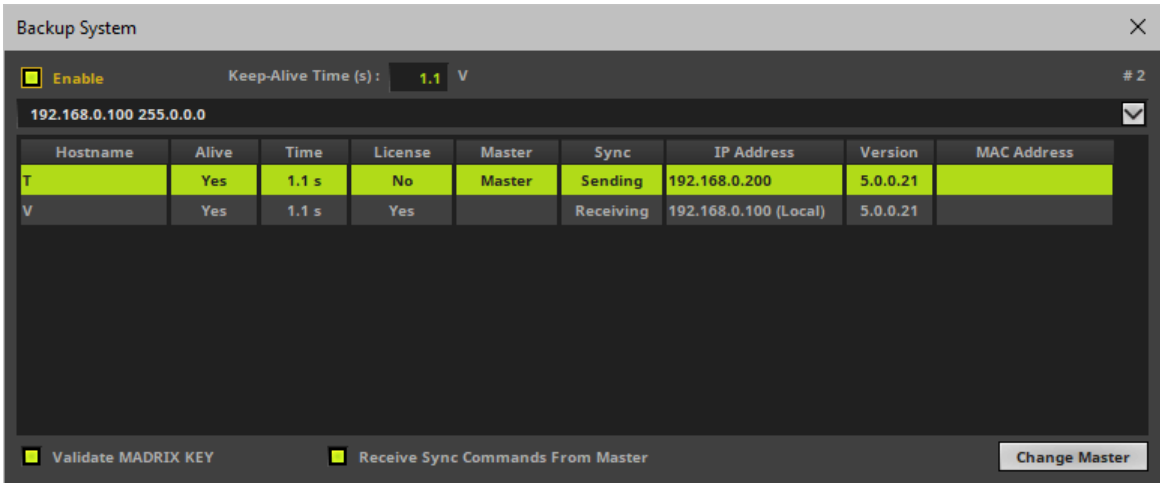 Backup System
Enable Keep-Alive Time (s) : 1.1 V # 2
192.168.0.100 255.0.0.0
Hostname Alive Time License Master Sync IP Address Version MAC Address
T Yes 1.1 s No Master Sending 192.168.0.200 5.0.0.21
V Yes 1.1 s Yes Receiving 192.168.0.100 (Local) 5.0.0.21
Validate MADRIX KEY Receive Sync Commands From Master Change Master